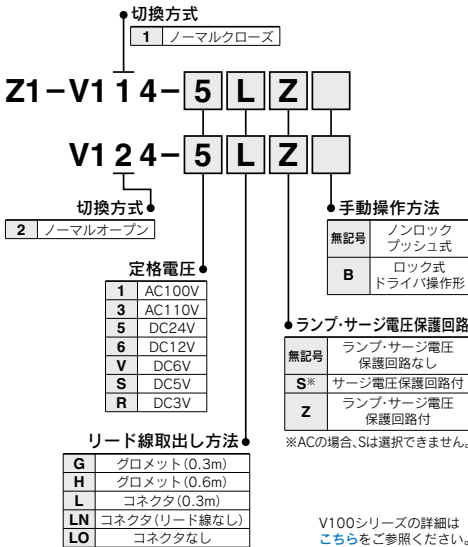 切換方式
1 ノーマルクローズ
Z1-V114-5 L Z
V124-5 L Z
切換方式
2 ノーマルオープン
手動操作方法
無記号 ノンロック
プッシュ式
B ロック式
ドライバ操作形
定格電圧
1 AC100V
3 AC110V
5 DC24V
6 DC12V
V DC6V
S DC5V
R DC3V
ランプ・サージ電圧保護回路
無記号 ランプ・サージ電圧
保護回路なし
S※ サージ電圧保護回路付
Z ランプ・サージ電圧
保護回路付
※ACの場合、Sは選択できません。
リード線取出し方法
G グロメット(0.3m)
H グロメット(0.6m)
L コネクタ(0.3m)
LN コネクタ(リード線なし)
LO コネクタなし
V100シリーズの詳細は
こちらをご参照ください。